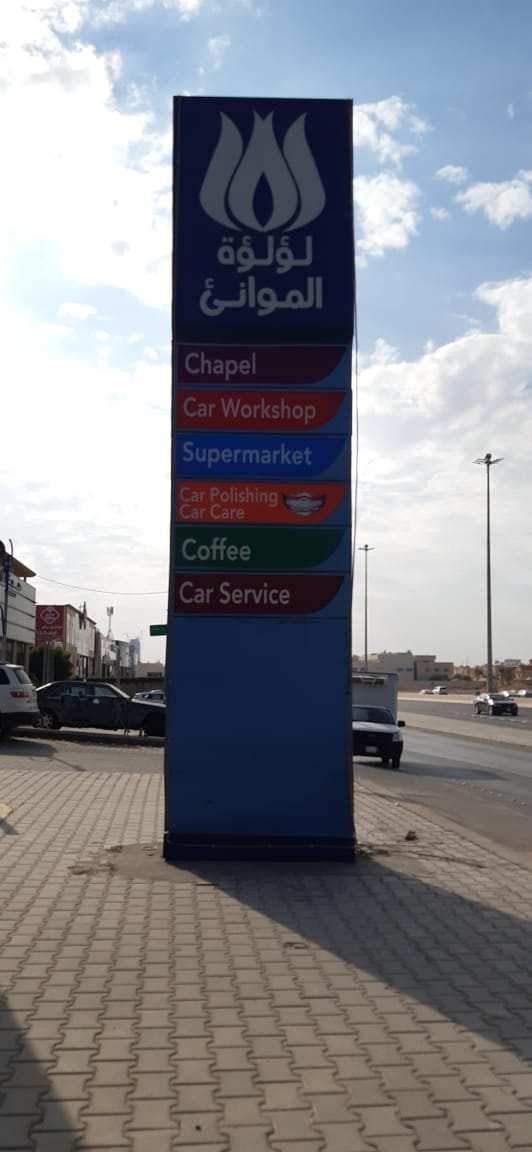 لؤلؤة
الموانئ
Chapel
Car Workshop
Supermarket
Car Polishing
Car Care
Coffee
Car Service